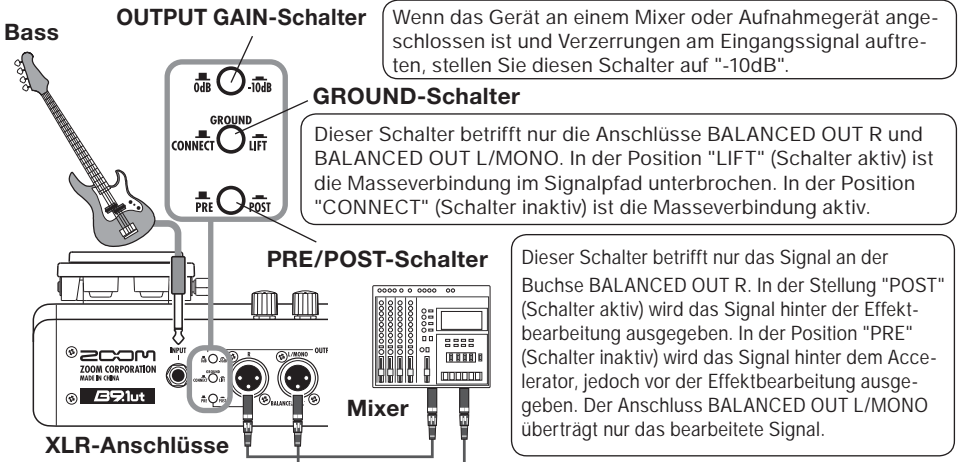 Bass
OUTPUT GAIN-Schalter
Wenn das Gerät an einem Mixer oder Aufnahmegerät ange-
schlossen ist und Verzerrungen am Eingangssignal auftre-
ten, stellen Sie diesen Schalter auf "-10dB".
0dB -10dB
GROUND-Schalter
GROUND
CONNECT LIFT
Dieser Schalter betrifft nur die Anschlüsse BALANCED OUT R und
BALANCED OUT L/MONO. In der Position "LIFT" (Schalter aktiv) ist
die Masseverbindung im Signalpfad unterbrochen. In der Position
"CONNECT" (Schalter inaktiv) ist die Masseverbindung aktiv.
PRE POST
PRE/POST-Schalter
Dieser Schalter betrifft nur das Signal an der
Buchse BALANCED OUT R. In der Stellung "POST"
(Schalter aktiv) wird das Signal hinter der Effekt-
bearbeitung ausgegeben. In der Position "PRE"
(Schalter inaktiv) wird das Signal hinter dem Acce-
lerator, jedoch vor der Effektbearbeitung ausge-
geben. Der Anschluss BALANCED OUT L/MONO
überträgt nur das bearbeitete Signal.
ZOOM
ZOOM CORPORATION
MADE IN CHINA
B9.1ut
INPUT
GROUND
CONNECT LIFT
PRE POST
R
L/MONO
Mixer
XLR-Anschlüsse